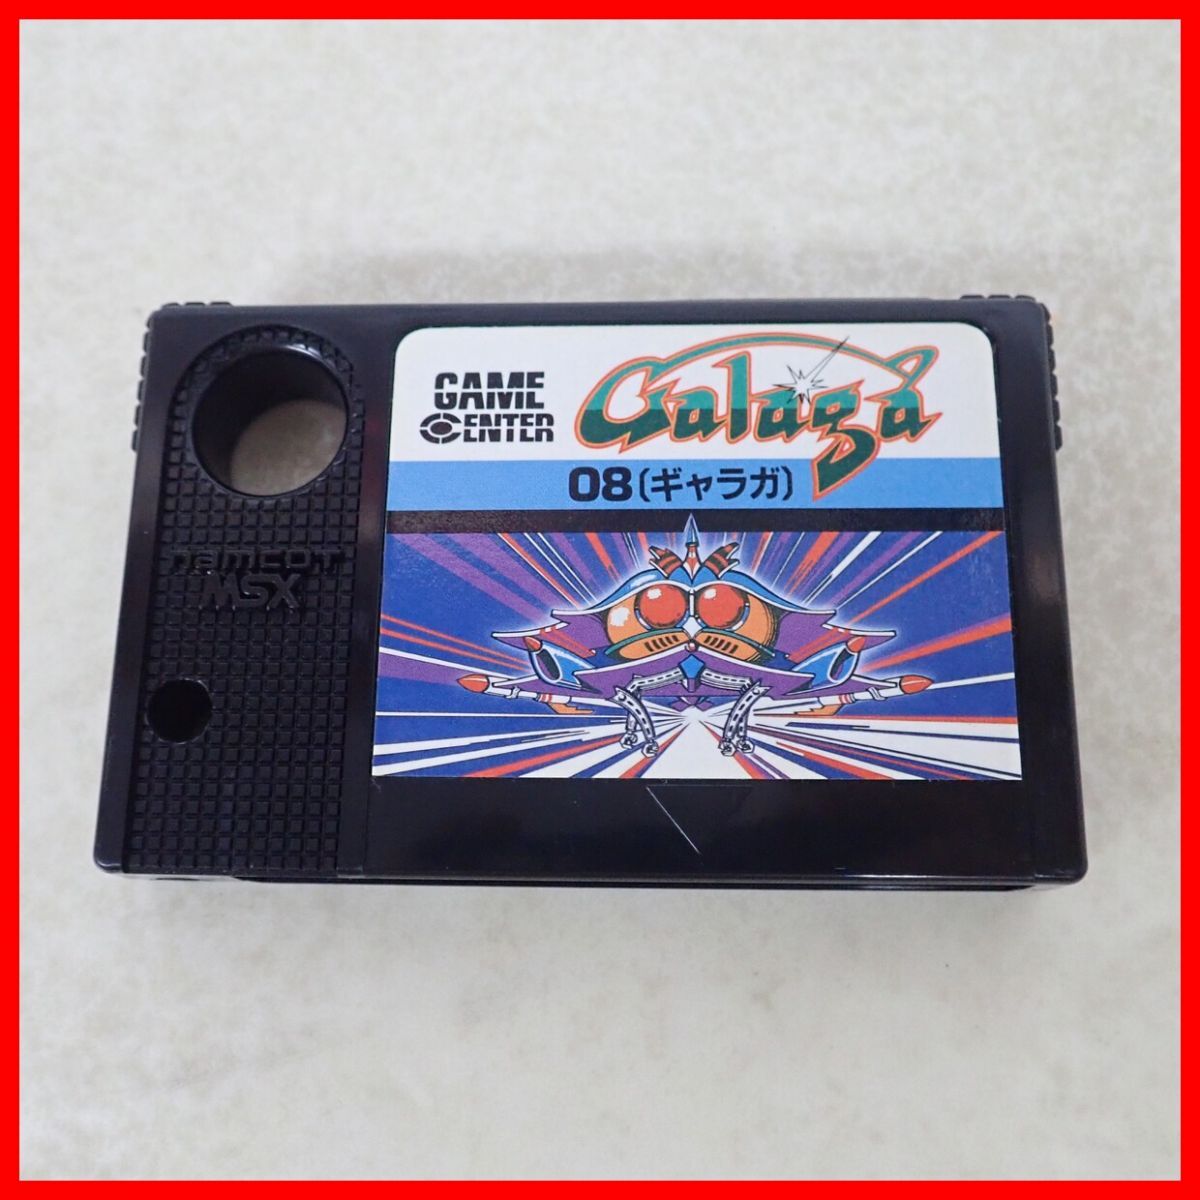 GAME
CENTER
Galaga
08(ギャラガ)
namcot
MSX